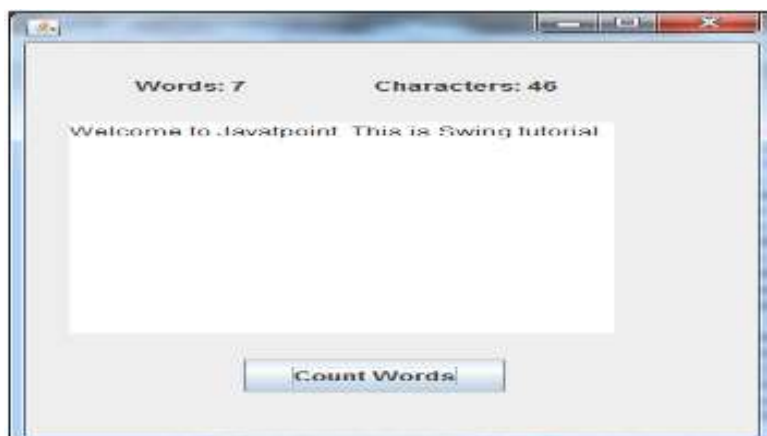 Words: 7 Characters: 46
Welcome to Javatpoint. This is Swing tutorial.
Count Words